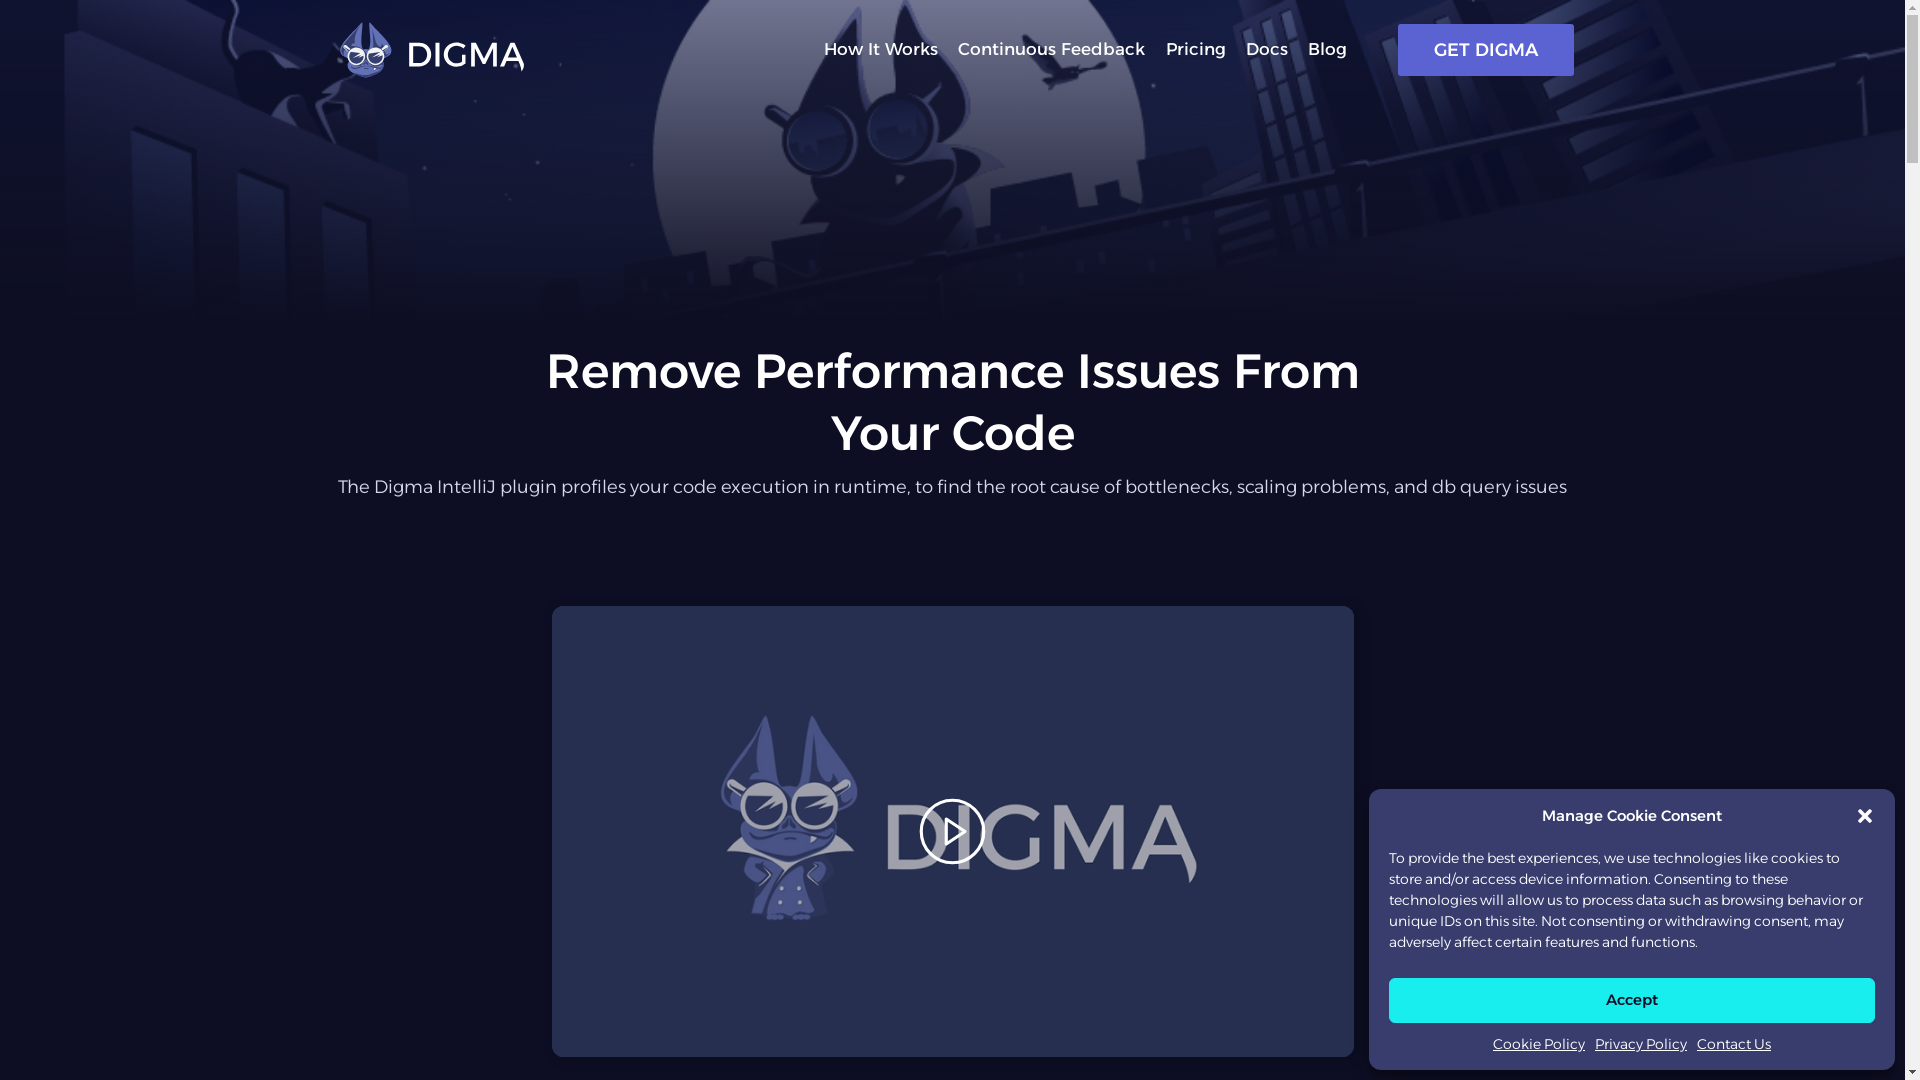 DIGMA
How It Works
Continuous Feedback
Pricing
Docs
Blog
GET DIGMA
Remove Performance Issues From
Your Code
The Digma IntelliJ plugin profiles your code execution in runtime, to find the root cause of bottlenecks, scaling problems, and db query issues
DIGMA
Manage Cookie Consent
To provide the best experiences, we use technologies like cookies to
store and/or access device information. Consenting to these
technologies will allow us to process data such as browsing behavior or
unique IDs on this site. Not consenting or withdrawing consent, may
adversely affect certain features and functions.
Accept
Cookie Policy
Privacy Policy
Contact Us